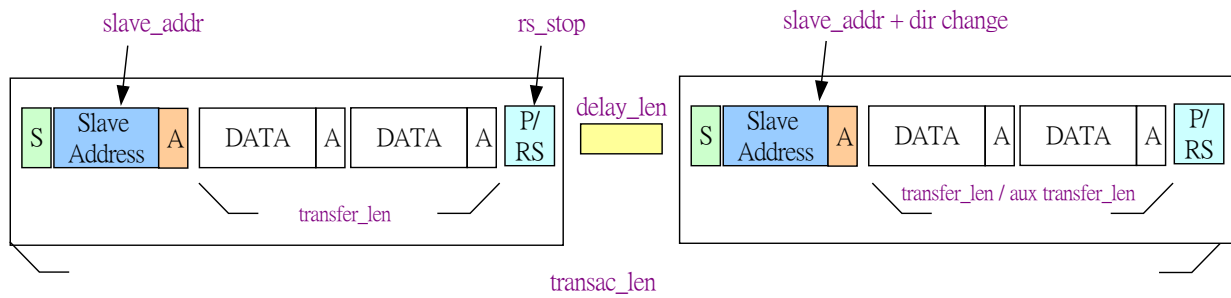 slave_addr
rs_stop
slave_addr + dir change
S
Slave
Address
A
DATA
A
DATA
A
P/
RS
delay_len
S
Slave
Address
A
DATA
A
DATA
A
P/
RS
transfer_len
transfer_len / aux transfer_len
transac_len